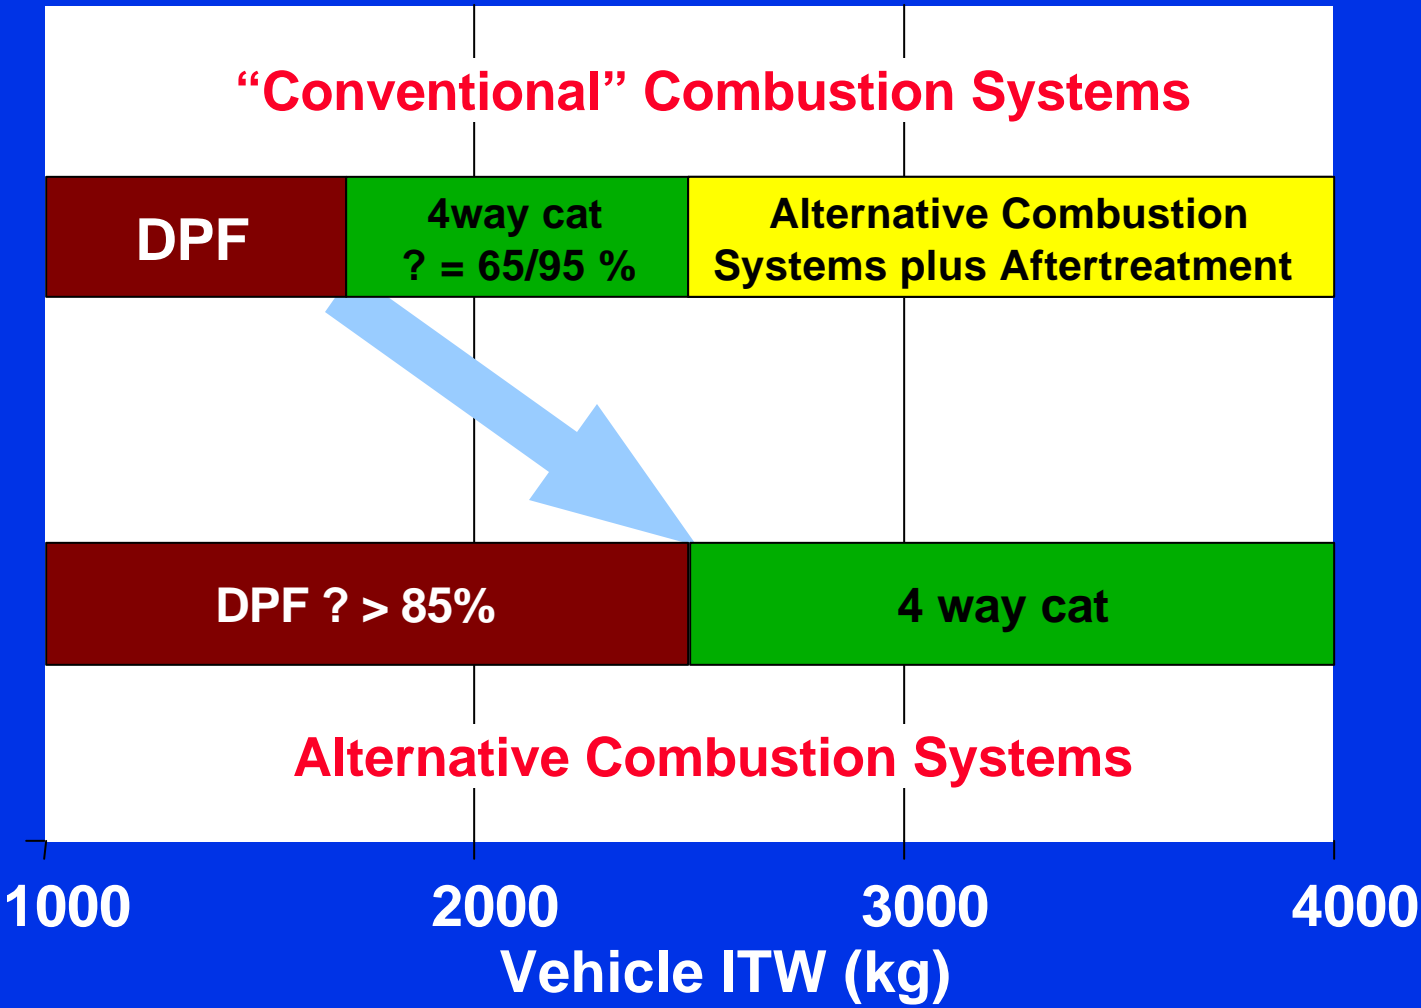 “Conventional” Combustion Systems
DPF
4way cat
? = 65/95 %
Alternative Combustion
Systems plus Aftertreatment
DPF ? > 85%
4 way cat
Alternative Combustion Systems
1000
2000
3000
4000
Vehicle ITW (kg)